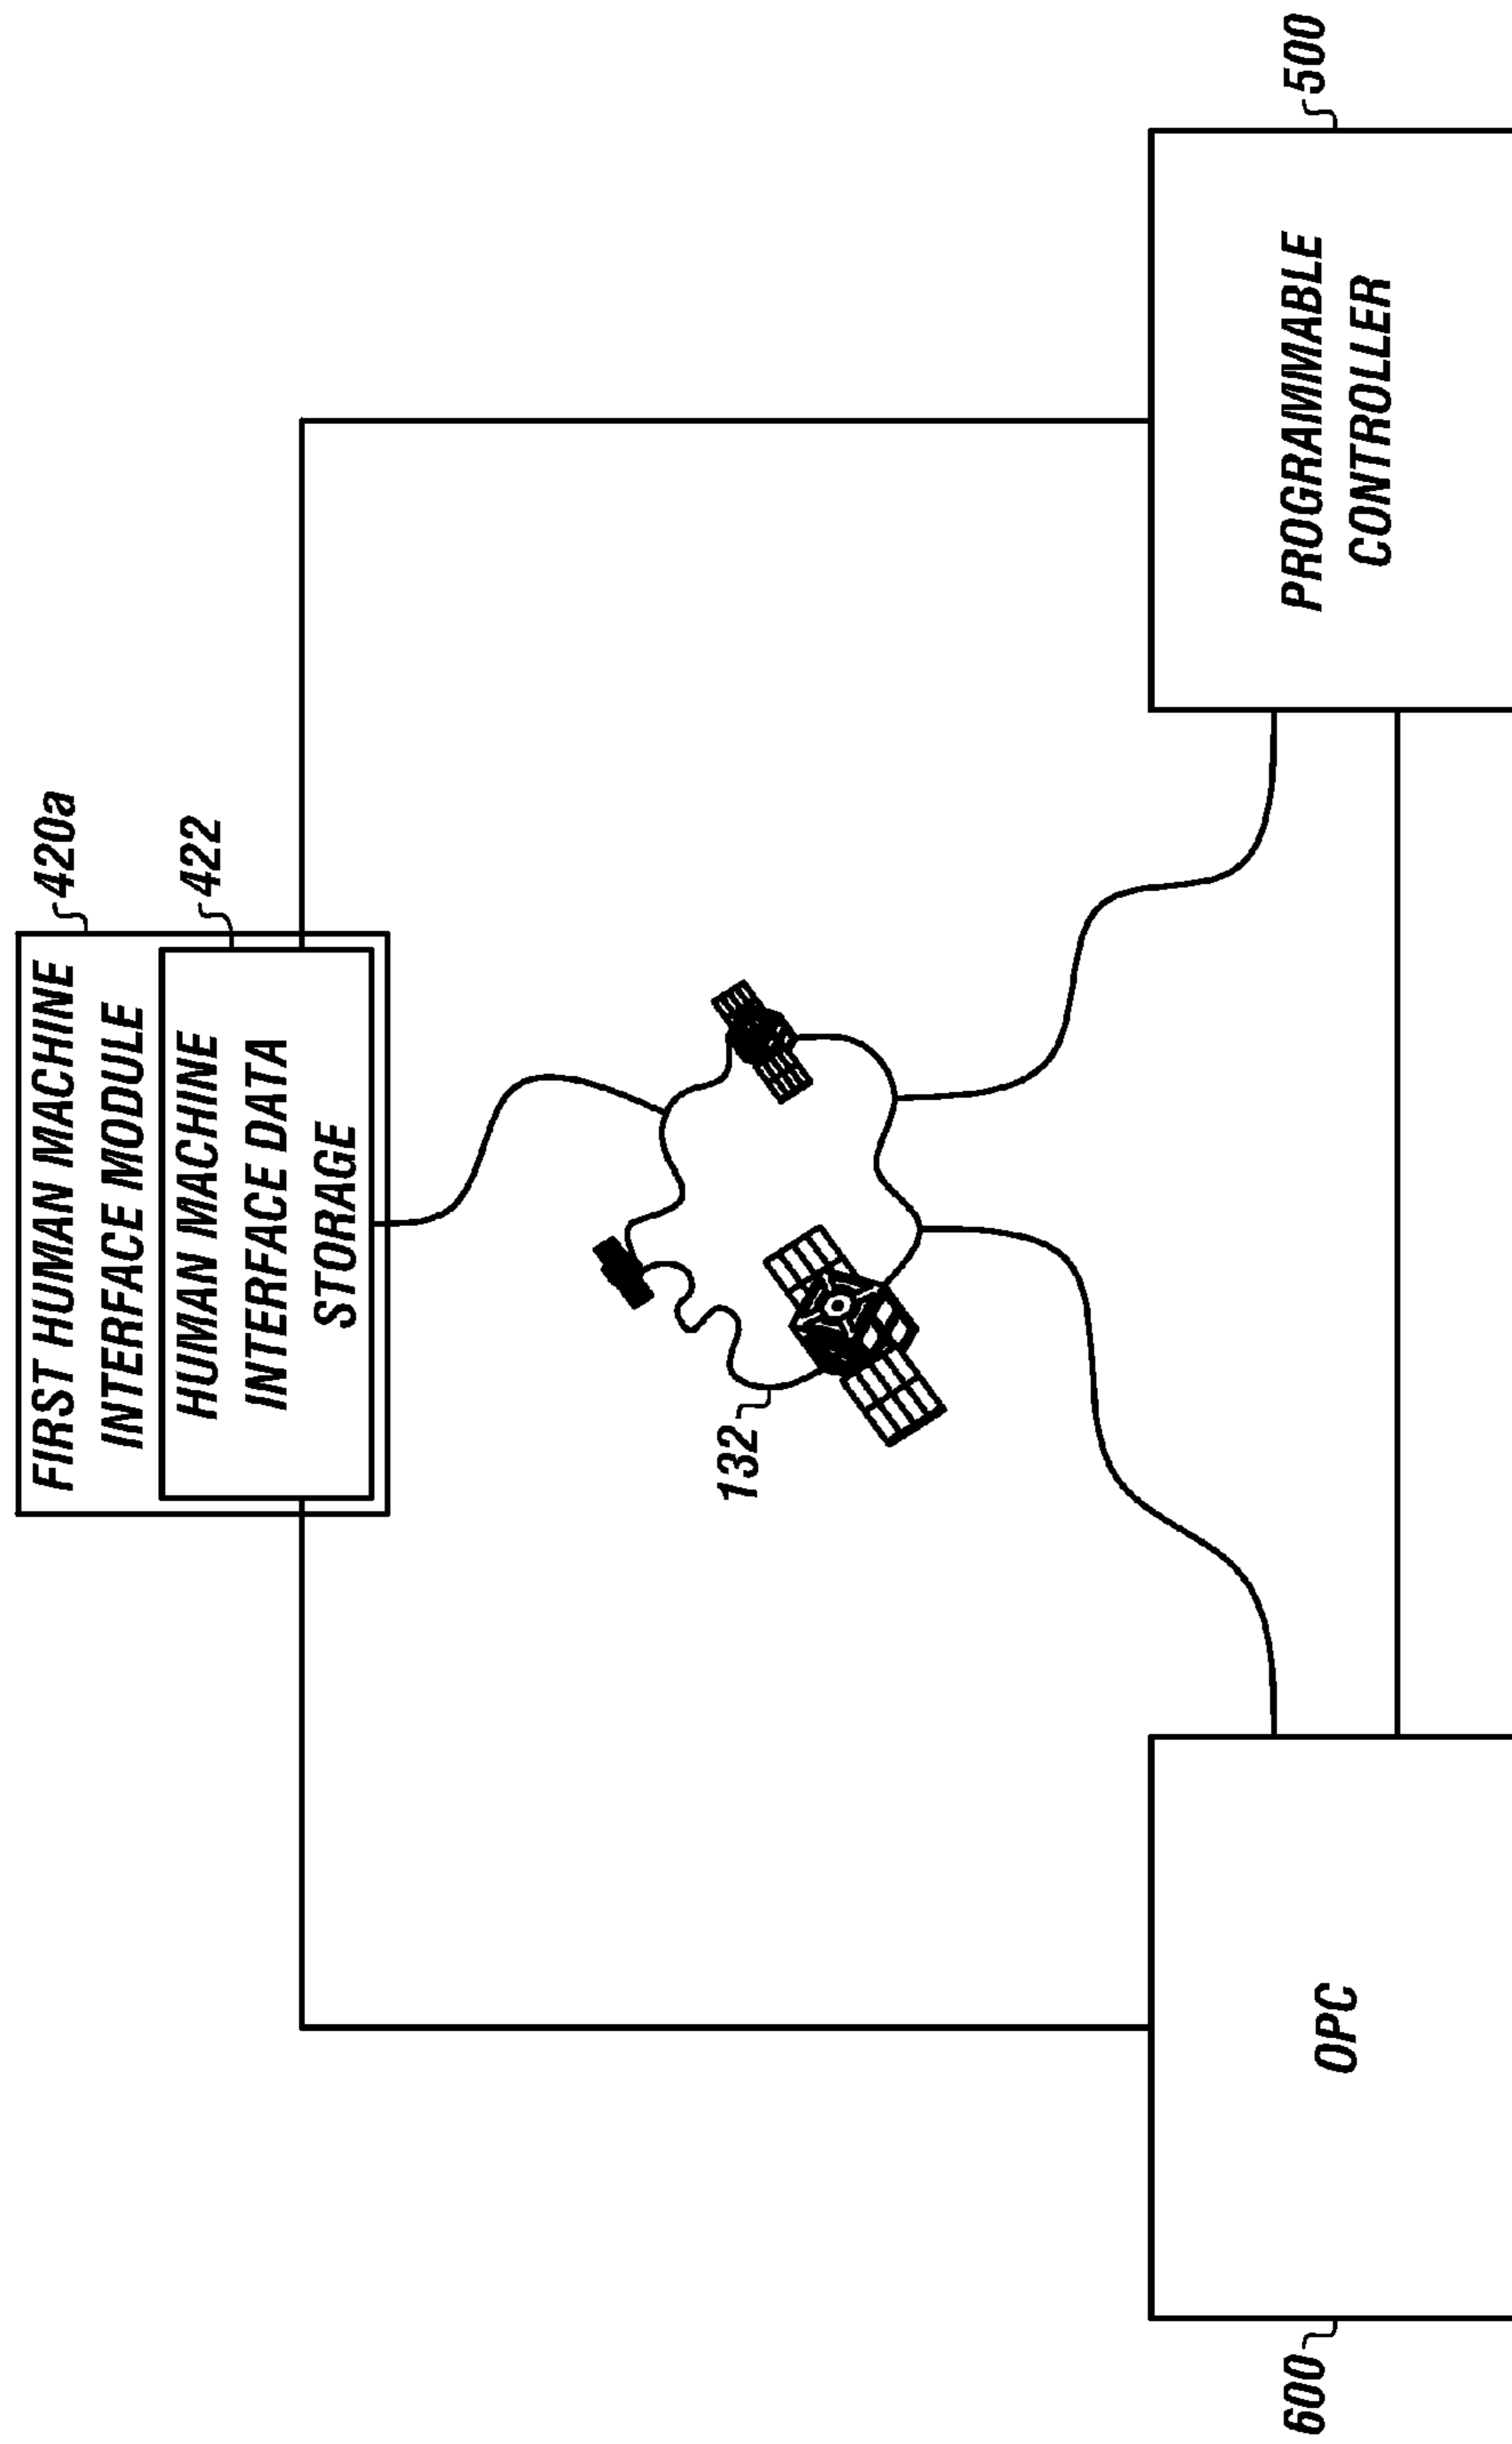 420a
FIRST HUMAN MACHINE
INTERFACE MODULE
422
HUMAN MACHINE
INTERFACE DATA
STORAGE
132
600
OPC
500
PROGRAMMABLE
CONTROLLER